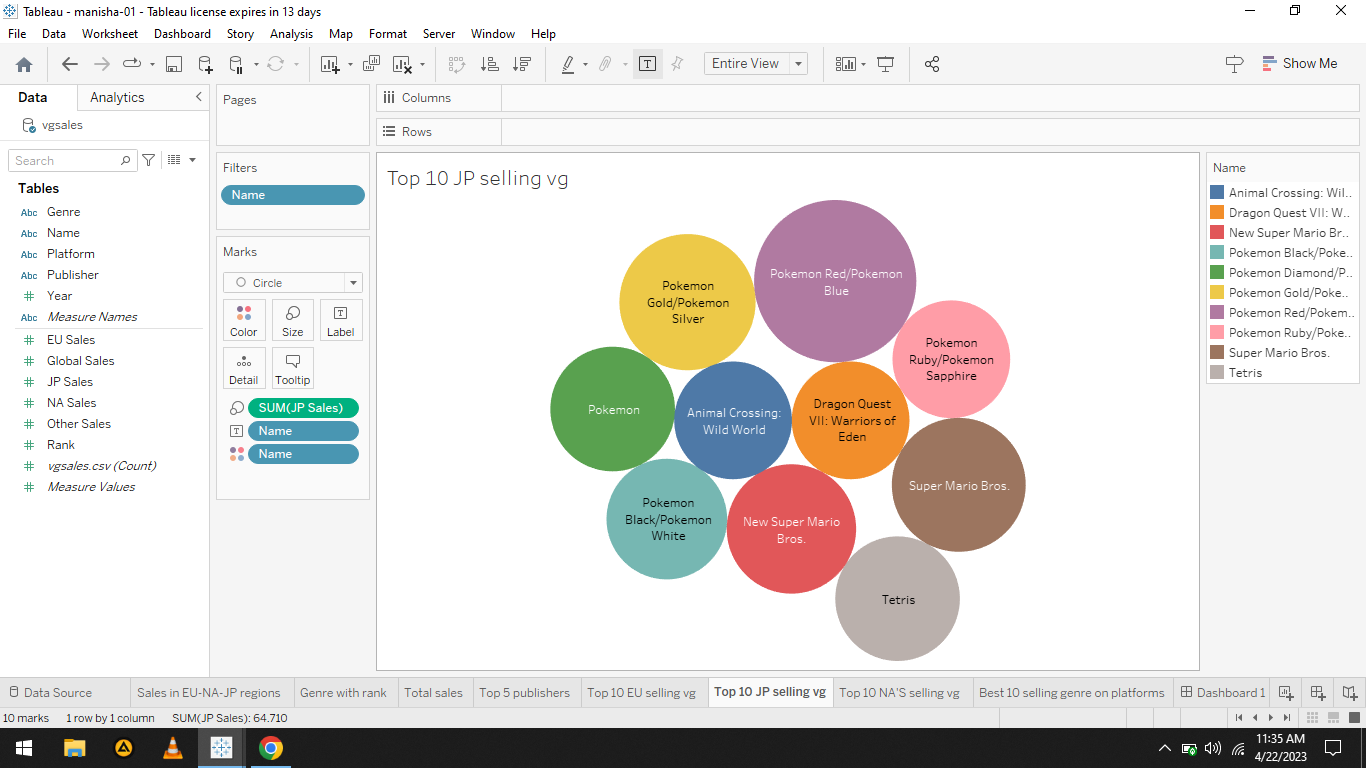 Tableau - manisha-01 - Tableau license expires in 13 days
File Data Worksheet Dashboard Story Analysis Map Format Server Window Help
Entire View
Show Me
Data Analytics
vgsales
Search
Tables
Abc Genre
Abc Name
Abc Platform
Abc Publisher
# Year
Abc Measure Names
# EU Sales
# Global Sales
# JP Sales
# NA Sales
# Other Sales
# Rank
# vgsales.csv (Count)
# Measure Values
Pages
Filters
Name
Marks
Circle
Color Size Label
Detail Tooltip
SUM(JP Sales)
Name
Name
Columns
Rows
Top 10 JP selling vg
Pokemon Red/Pokemon
Blue
Pokemon
Gold/Pokemon
Silver
Pokemon
Ruby/Pokemon
Sapphire
Pokemon
Animal Crossing:
Wild World
Dragon Quest
VII: Warriors of
Eden
Super Mario Bros.
Pokemon
Black/Pokemon
White
New Super Mario
Bros.
Tetris
Name
Animal Crossing: Wil..
Dragon Quest VII: W..
New Super Mario Br..
Pokemon Black/Poke..
Pokemon Diamond/P..
Pokemon Gold/Poke..
Pokemon Red/Pokem..
Pokemon Ruby/Poke..
Super Mario Bros.
Tetris
Data Source Sales in EU-NA-JP regions Genre with rank Total sales Top 5 publishers Top 10 EU selling vg Top 10 JP selling vg Top 10 NA'S selling vg Best 10 selling genre on platforms Dashboard 1
10 marks 1 row by 1 column SUM(JP Sales): 64.710
11:35 AM
4/22/2023